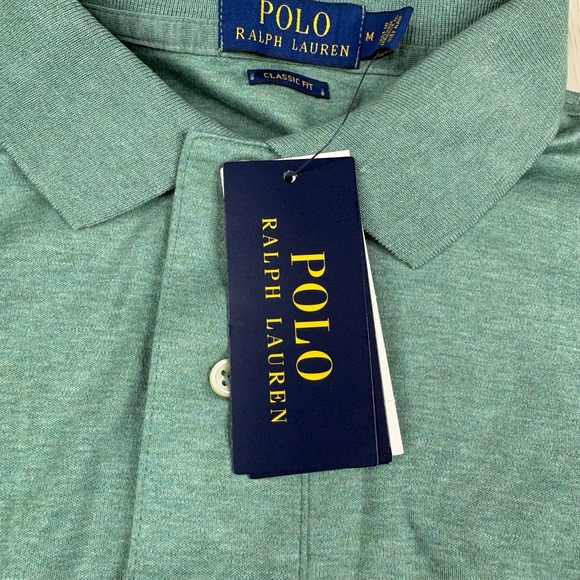 POLO
RALPH LAUREN
M
CLASSIC FIT
POLO
RALPH LAUREN